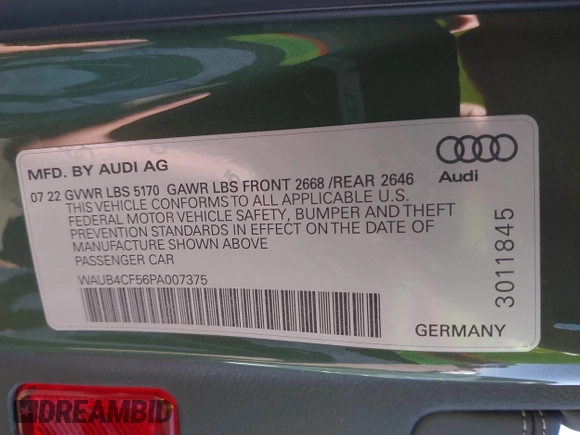 MFD. BY AUDI AG
07 22 GVWR LBS 5170 GAWR LBS FRONT 2668 /REAR 2646
THIS VEHICLE CONFORMS TO ALL APPLICABLE U.S.
FEDERAL MOTOR VEHICLE SAFETY, BUMPER AND THEFT
PREVENTION STANDARDS IN EFFECT ON THE DATE OF
MANUFACTURE SHOWN ABOVE
PASSENGER CAR
WAUB4CF56PA007375
Audi
3011845
GERMANY
DREAMBID